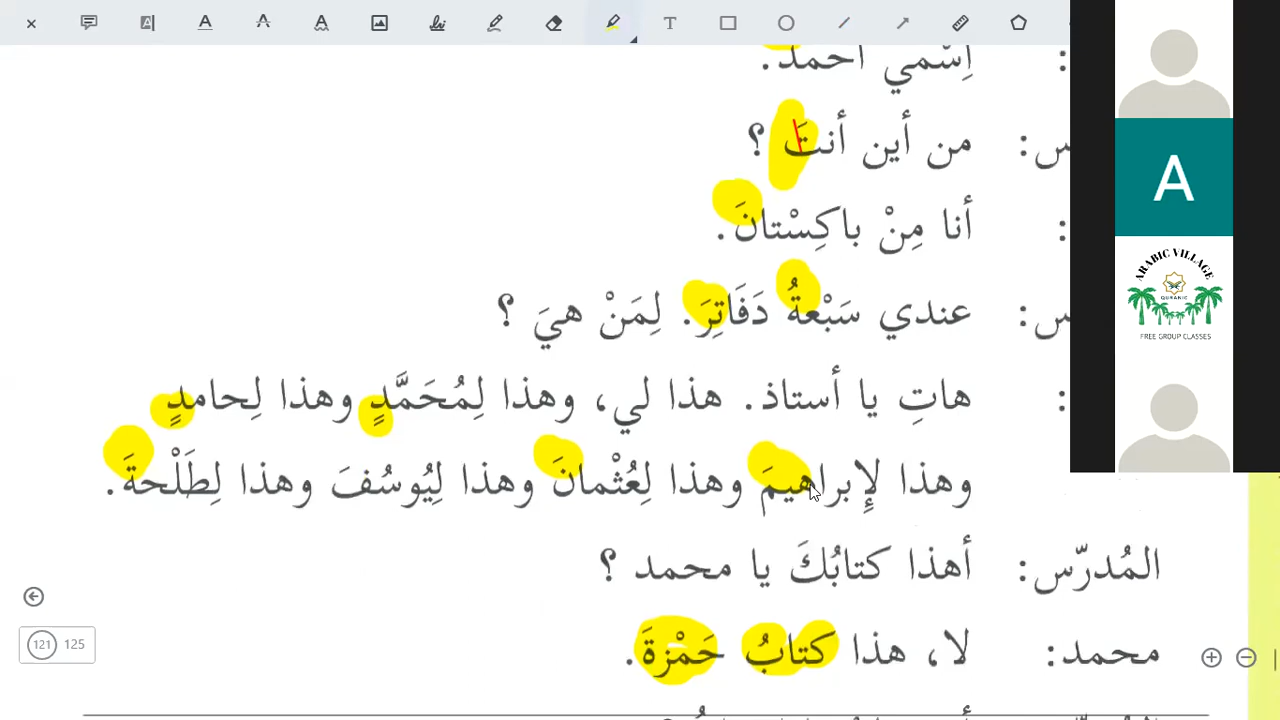 : اِسْمي أحمدُ.
س: من أين أنتَ ؟
: أنا مِنْ باكِسْتانَ.
س: عندي سَبْعةُ دَفَاتِرَ. لِمَنْ هيَ ؟
: هاتِ يا أستاذ. هذا لي، وهذا لِمُحَمَّدٍ وهذا لِحامدٍ
وهذا لإِبراهيمَ وهذا لِعُثْمانَ وهذا لِيُوسُفَ وهذا لِطَلْحةَ.
المُدرّس: أهذا كتابُكَ يا محمد ؟
محمد: لا، هذا كتابُ حَمْزةَ.
A
ARABIC VILLAGE
QURANIC
FREE GROUP CLASSES
121 125